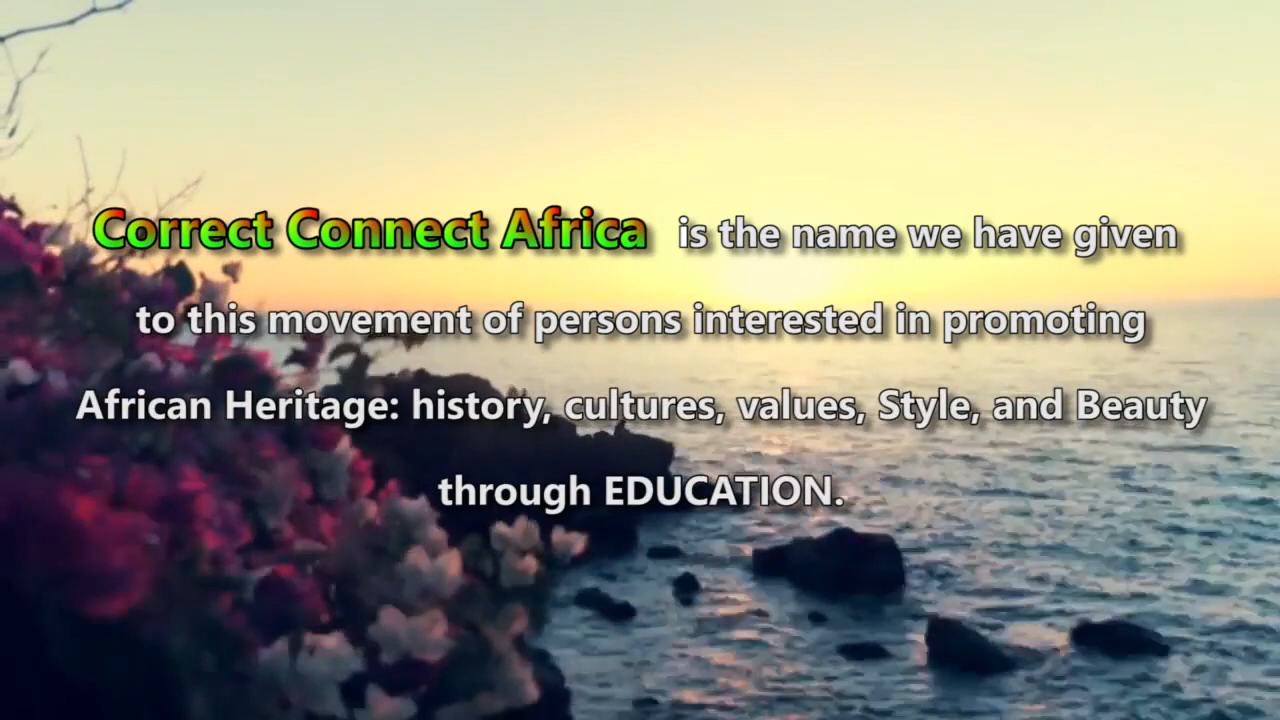 Correct Connect Africa is the name we have given
to this movement of persons interested in promoting
African Heritage: history, cultures, values, Style, and Beauty
through EDUCATION.